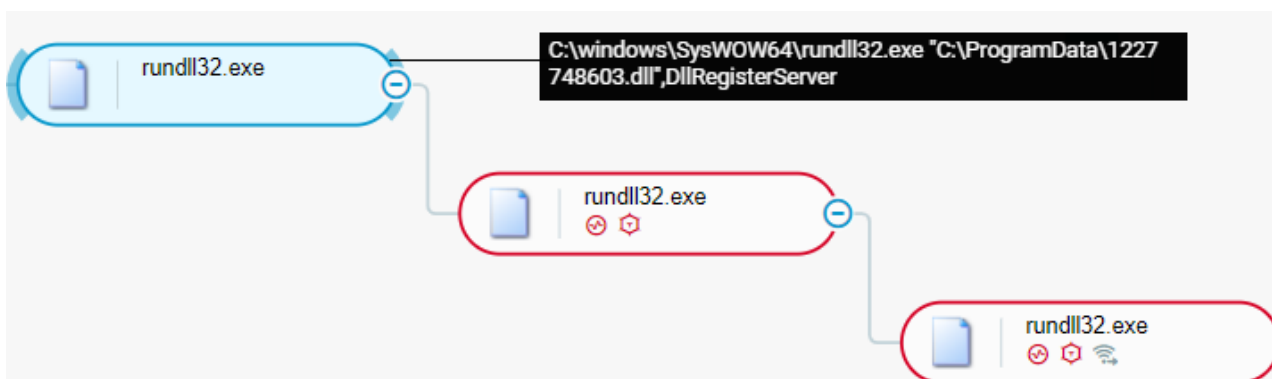 rundll32.exe
C:\windows\SysWOW64\rundll32.exe "C:\ProgramData\1227
748603.dll",DllRegisterServer
rundll32.exe
rundll32.exe